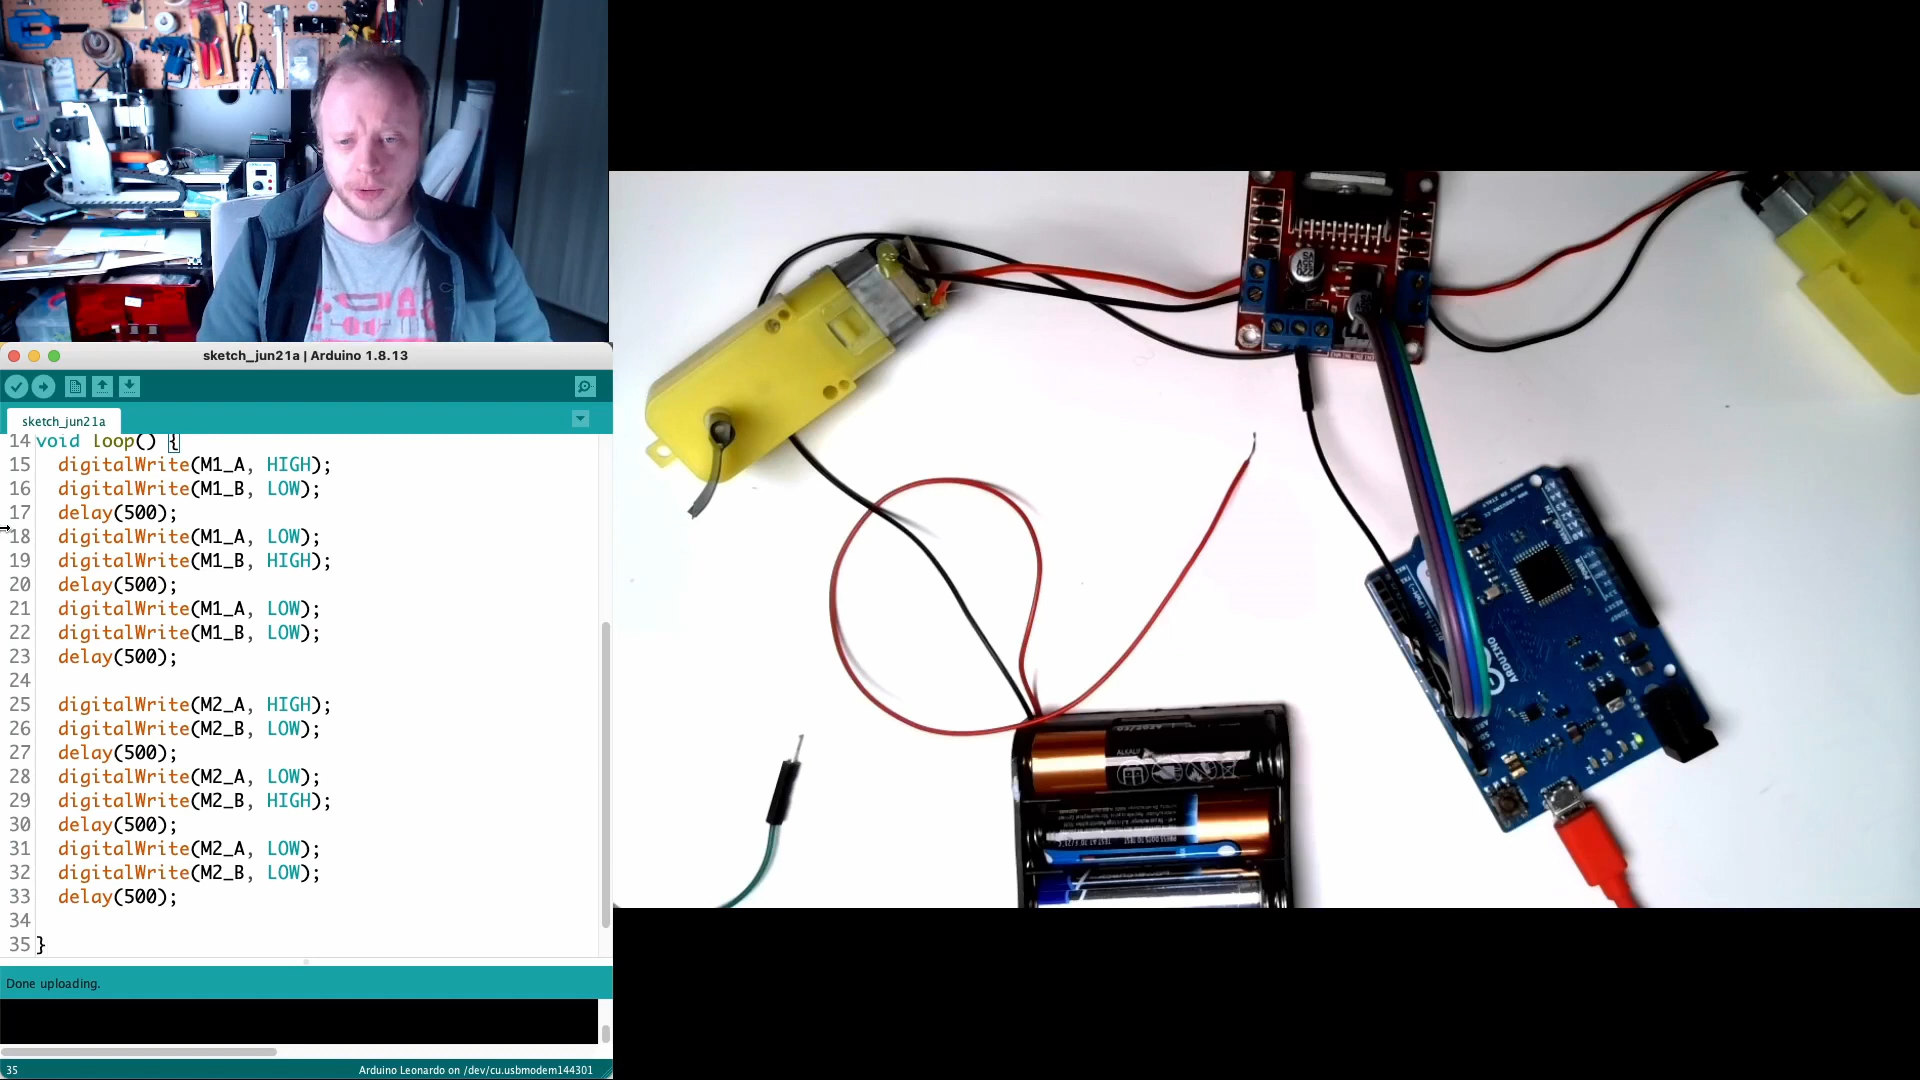 sketch_jun21a | Arduino 1.8.13
sketch_jun21a
14 void loop() {
15 digitalWrite(M1_A, HIGH);
16 digitalWrite(M1_B, LOW);
17 delay(500);
18 digitalWrite(M1_A, LOW);
19 digitalWrite(M1_B, HIGH);
20 delay(500);
21 digitalWrite(M1_A, LOW);
22 digitalWrite(M1_B, LOW);
23 delay(500);
24
25 digitalWrite(M2_A, HIGH);
26 digitalWrite(M2_B, LOW);
27 delay(500);
28 digitalWrite(M2_A, LOW);
29 digitalWrite(M2_B, HIGH);
30 delay(500);
31 digitalWrite(M2_A, LOW);
32 digitalWrite(M2_B, LOW);
33 delay(500);
34
35 }
Done uploading.
35
Arduino Leonardo on /dev/cu.usbmodem144301
ARDUINO